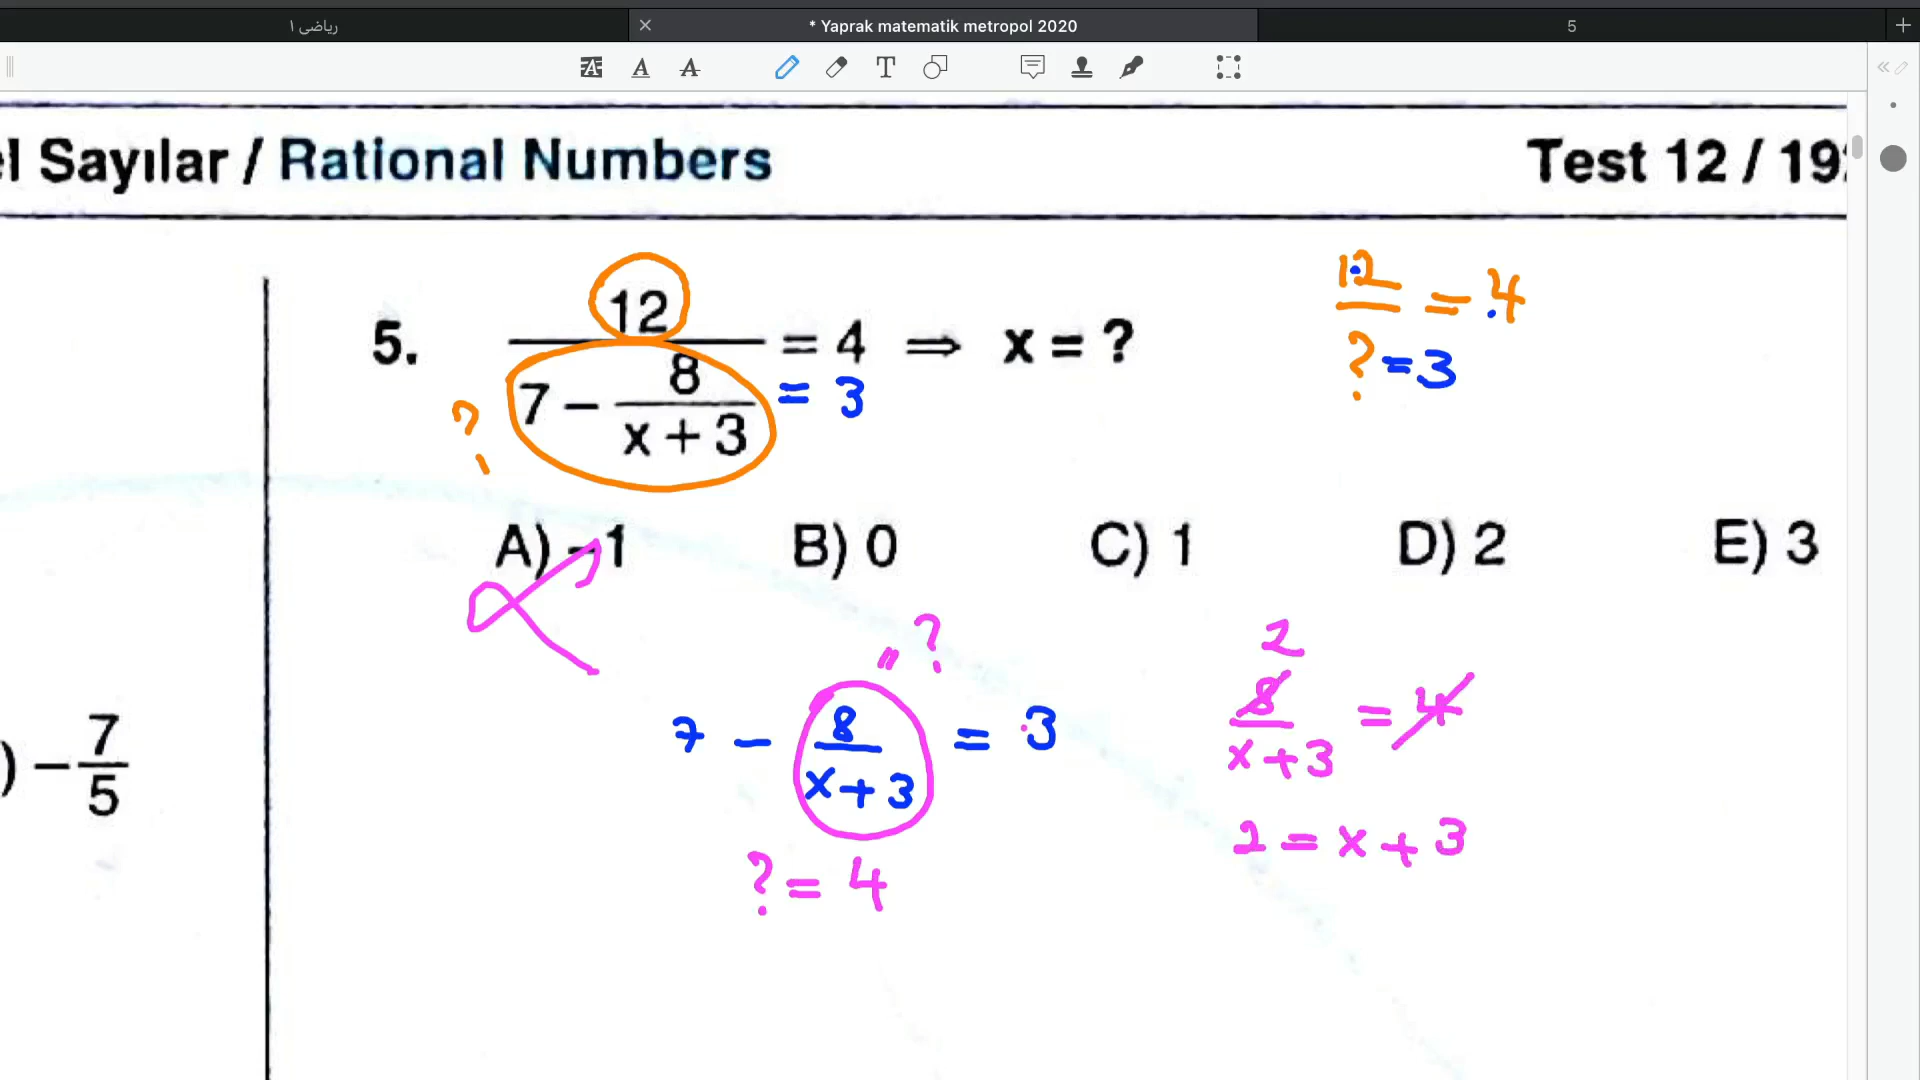 ریاضی ۱
* Yaprak matematik metropol 2020
5
el Sayılar / Rational Numbers
Test 12 / 19
5. 12 / (7 − 8 / (x + 3)) = 4 ⇒ x = ?
= 3
?
12 / ? = 4
? = 3
A) −1 B) 0 C) 1 D) 2 E) 3
) − 7/5
7 − 8 / (x + 3) = 3
= ?
? = 4
2
8 / (x + 3) = 4
2 = x + 3